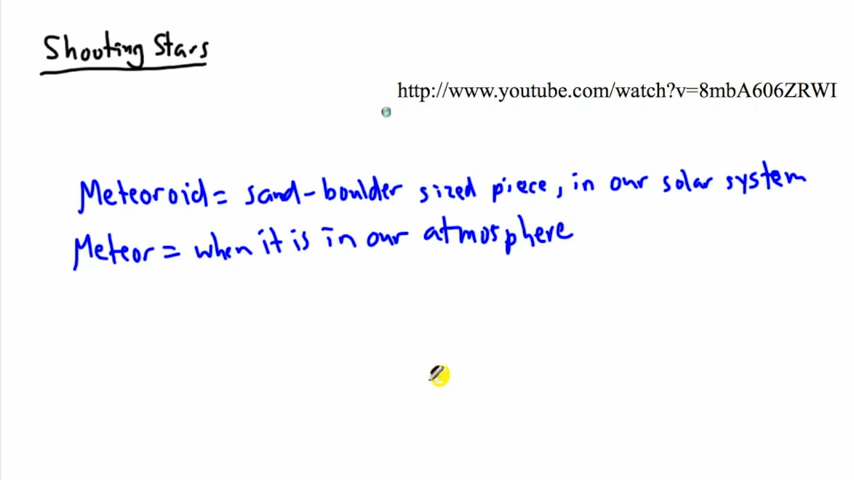 Shooting Stars
http://www.youtube.com/watch?v=8mbA606ZRWI
Meteoroid = sand-boulder sized piece, in our solar system
Meteor = when it is in our atmosphere